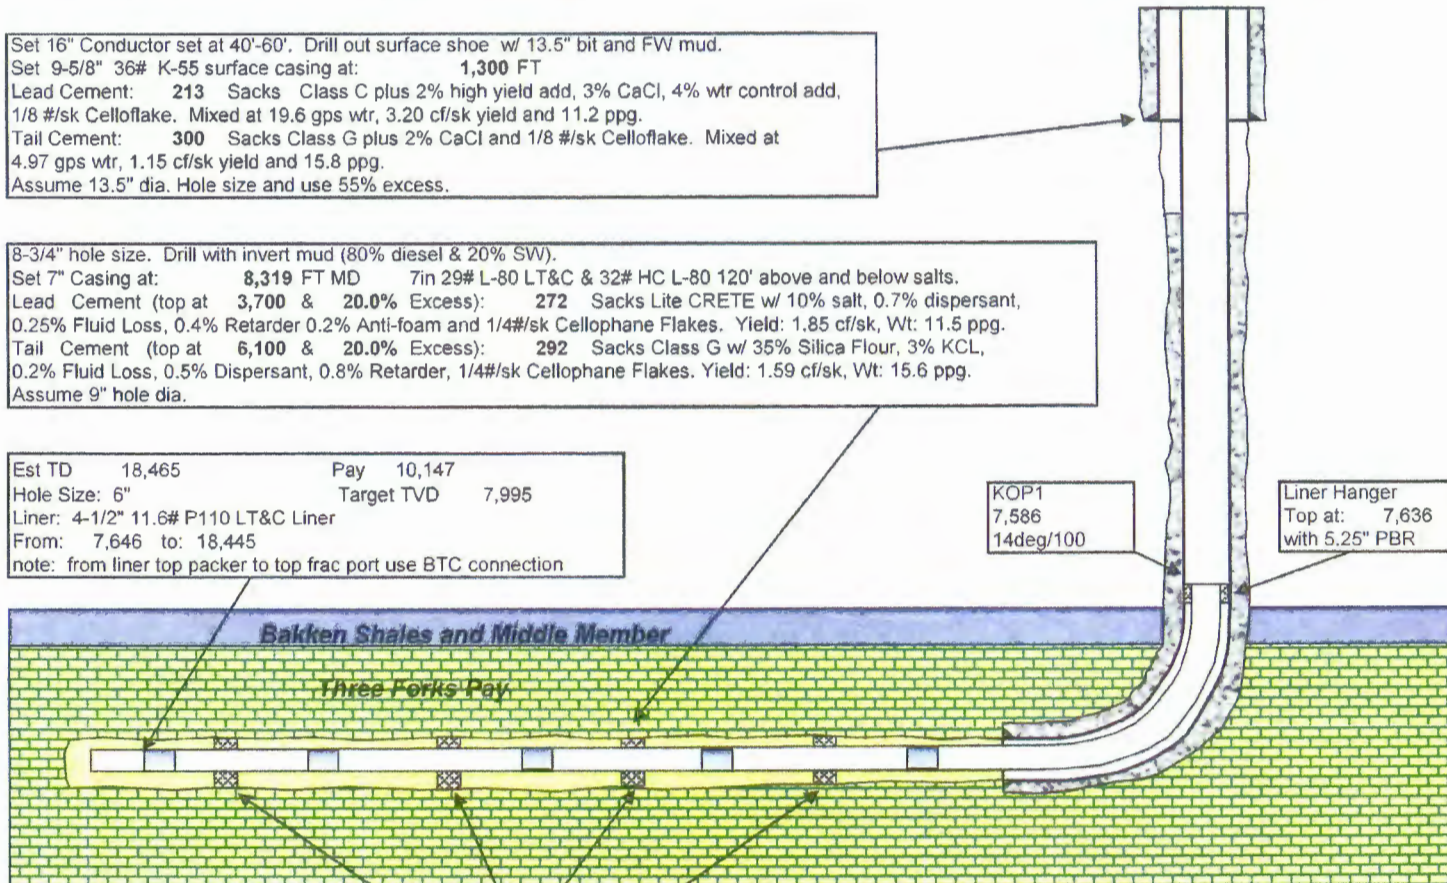 Set 16" Conductor set at 40'-60'. Drill out surface shoe w/ 13.5" bit and FW mud.
Set 9-5/8" 36# K-55 surface casing at: 1,300 FT
Lead Cement: 213 Sacks Class C plus 2% high yield add, 3% CaCl, 4% wtr control add,
1/8 #/sk Celloflake. Mixed at 19.6 gps wtr, 3.20 cf/sk yield and 11.2 ppg.
Tail Cement: 300 Sacks Class G plus 2% CaCl and 1/8 #/sk Celloflake. Mixed at
4.97 gps wtr, 1.15 cf/sk yield and 15.8 ppg.
Assume 13.5" dia. Hole size and use 55% excess.
8-3/4" hole size. Drill with invert mud (80% diesel & 20% SW).
Set 7" Casing at: 8,319 FT MD 7in 29# L-80 LT&C & 32# HC L-80 120' above and below salts.
Lead Cement (top at 3,700 & 20.0% Excess): 272 Sacks Lite CRETE w/ 10% salt, 0.7% dispersant,
0.25% Fluid Loss, 0.4% Retarder 0.2% Anti-foam and 1/4#/sk Cellophane Flakes. Yield: 1.85 cf/sk, Wt: 11.5 ppg.
Tail Cement (top at 6,100 & 20.0% Excess): 292 Sacks Class G w/ 35% Silica Flour, 3% KCL,
0.2% Fluid Loss, 0.5% Dispersant, 0.8% Retarder, 1/4#/sk Cellophane Flakes. Yield: 1.59 cf/sk, Wt: 15.6 ppg.
Assume 9" hole dia.
Est TD 18,465 Pay 10,147
Hole Size: 6" Target TVD 7,995
Liner: 4-1/2" 11.6# P110 LT&C Liner
From: 7,646 to: 18,445
note: from liner top packer to top frac port use BTC connection
KOP1
7,586
14deg/100
Liner Hanger
Top at: 7,636
with 5.25" PBR
Bakken Shales and Middle Member
Three Forks Pay